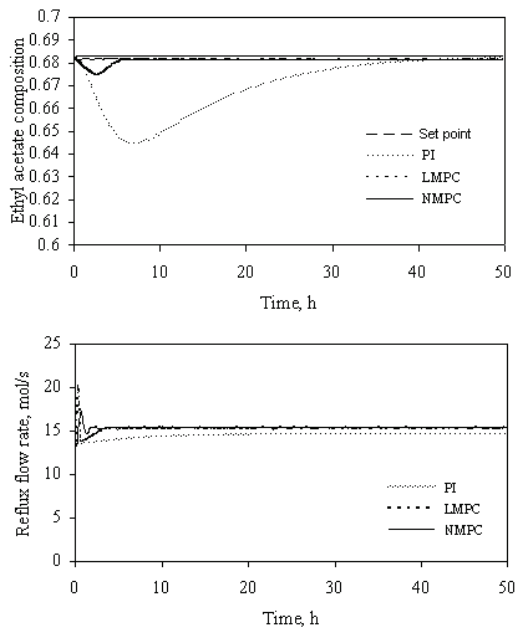 0.7
0.69
0.68
0.67
0.66
0.65
0.64
0.63
0.62
0.61
0.6
Ethyl acetate composition
Set point
PI
LMPC
NMPC
0 10 20 30 40 50
Time, h
25
20
15
10
5
0
Reflux flow rate, mol/s
PI
LMPC
NMPC
0 10 20 30 40 50
Time, h